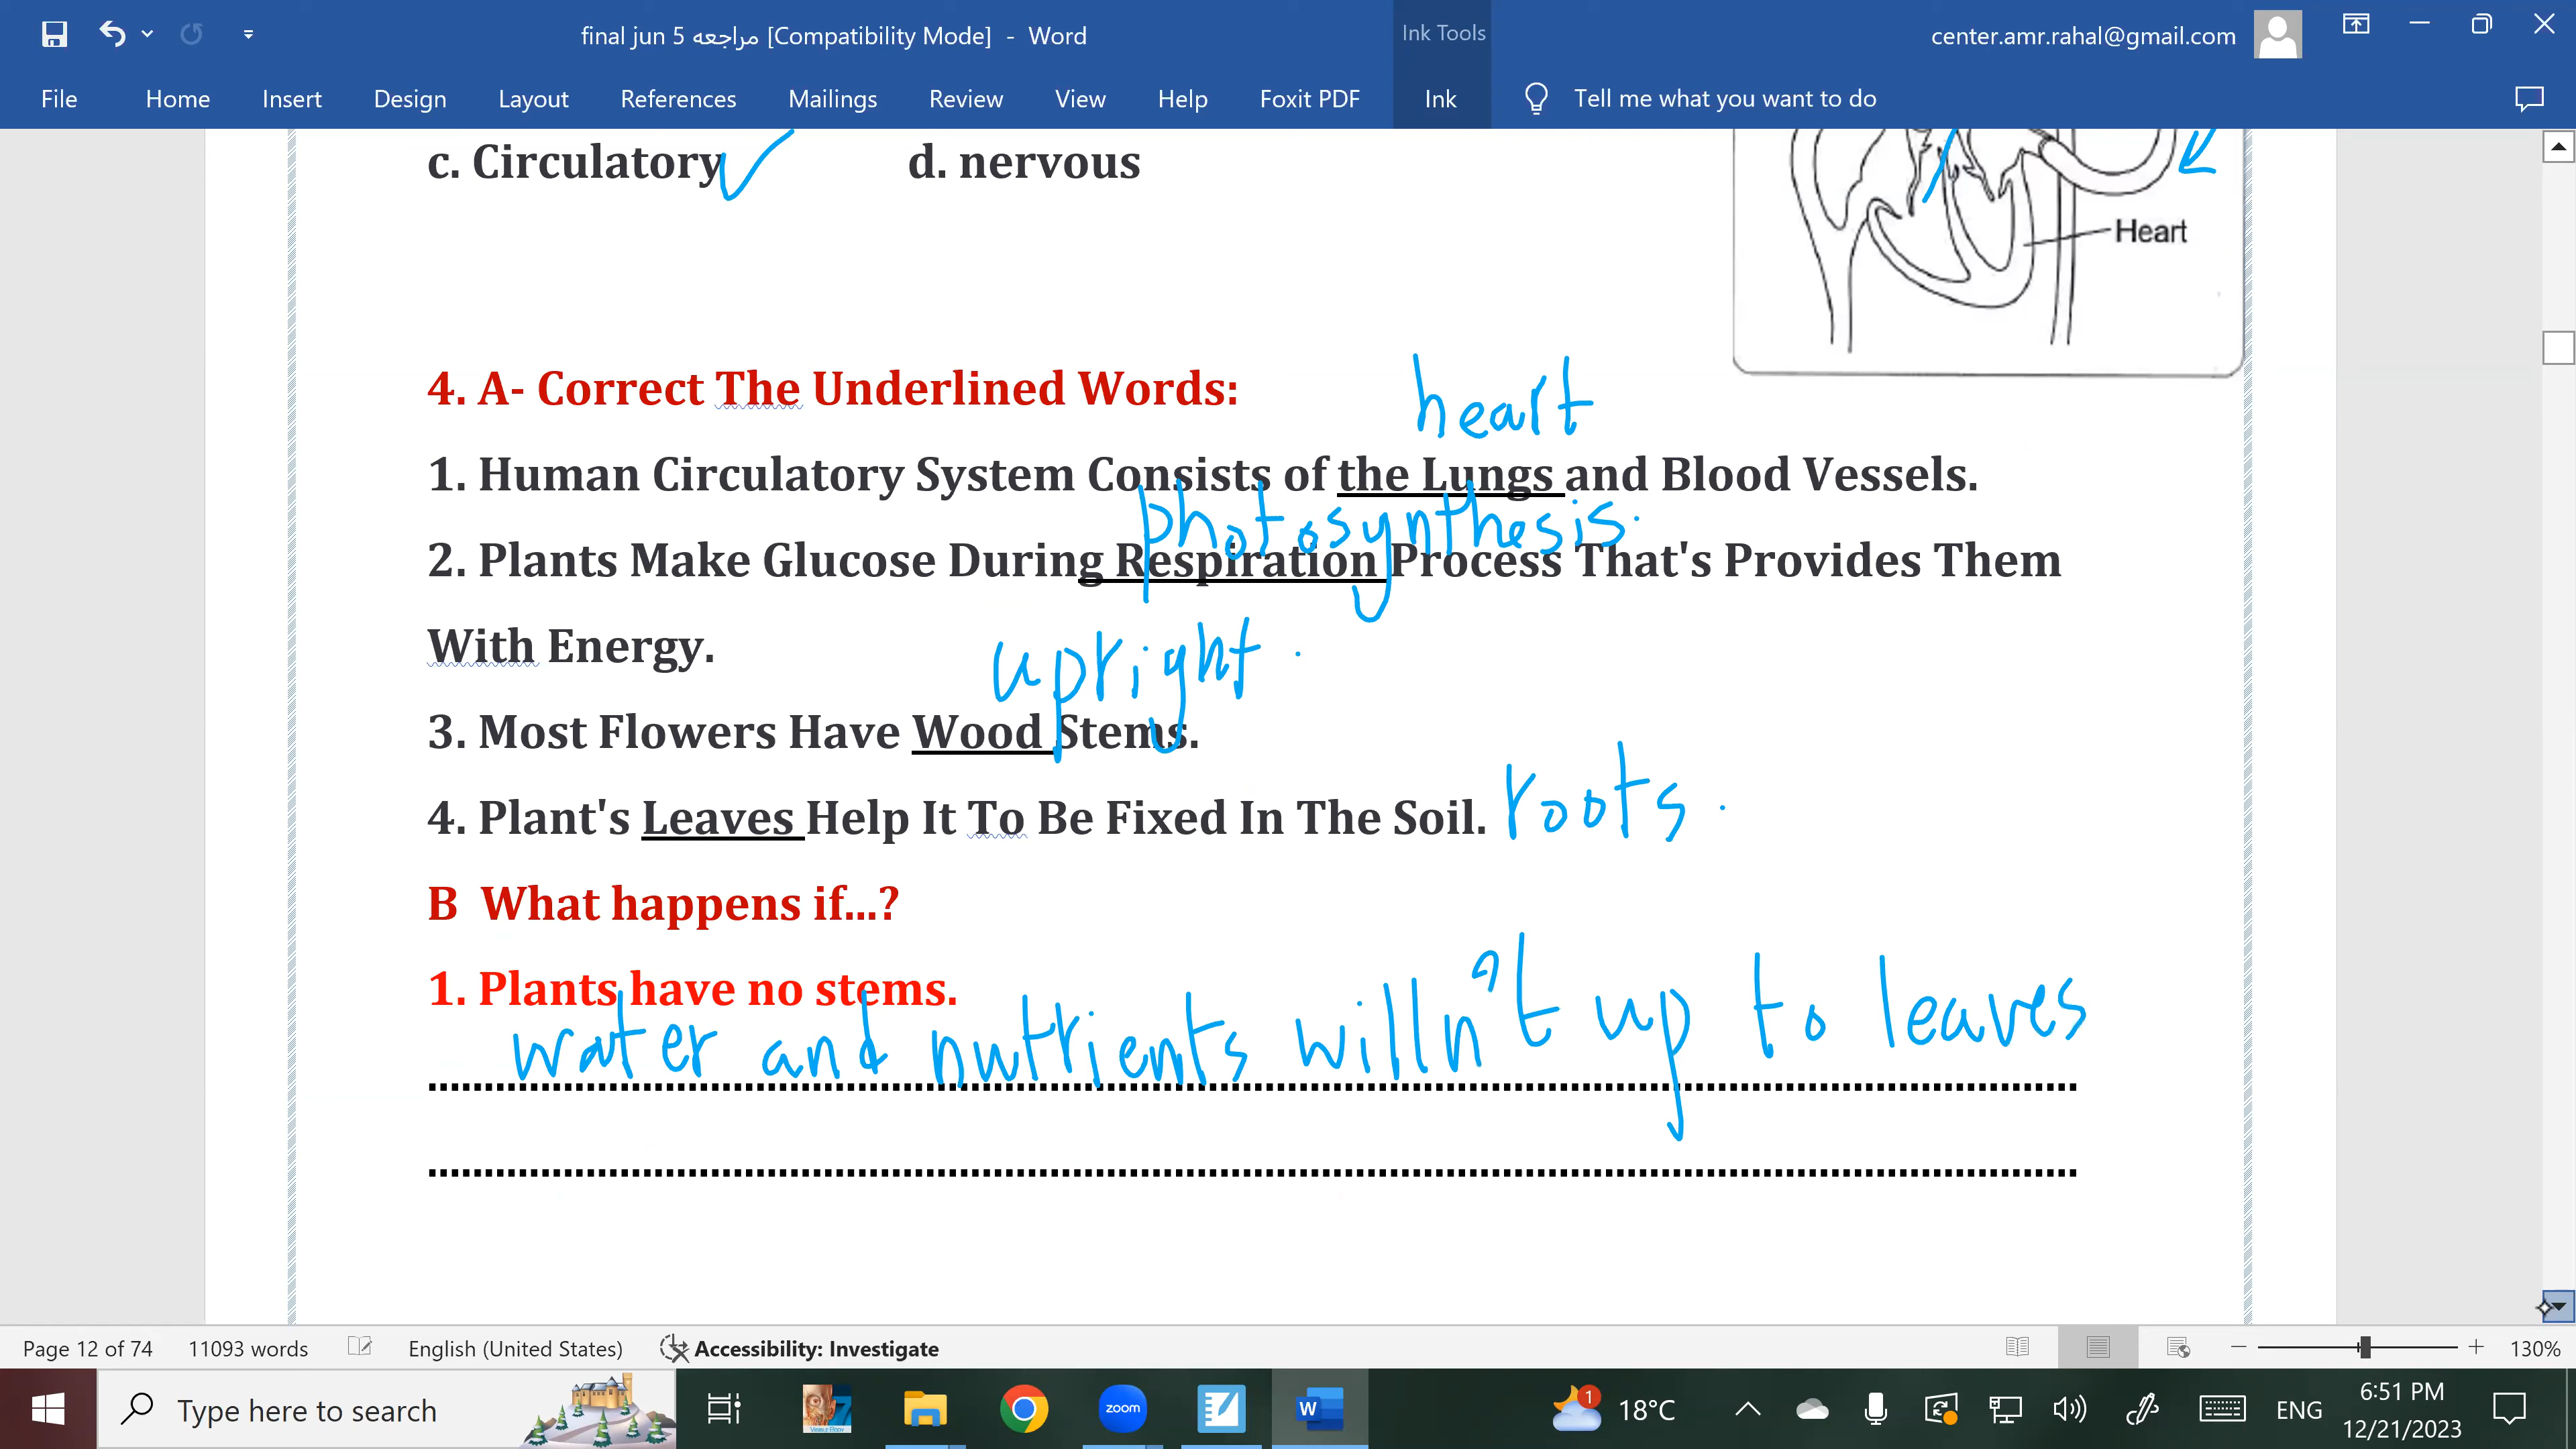 final jun 5 مراجعه [Compatibility Mode] - Word
Ink Tools
center.amr.rahal@gmail.com
File Home Insert Design Layout References Mailings Review View Help Foxit PDF Ink Tell me what you want to do
c. Circulatory d. nervous
Heart
4. A- Correct The Underlined Words:
heart
1. Human Circulatory System Consists of the Lungs and Blood Vessels.
photosynthesis.
2. Plants Make Glucose During Respiration Process That's Provides Them
With Energy.
upright.
3. Most Flowers Have Wood Stems.
4. Plant's Leaves Help It To Be Fixed In The Soil. roots.
B What happens if...?
1. Plants have no stems.
water and nutrients willn't up to leaves
Page 12 of 74 11093 words English (United States) Accessibility: Investigate 130%
Type here to search zoom W 1 18°C ENG 6:51 PM
12/21/2023